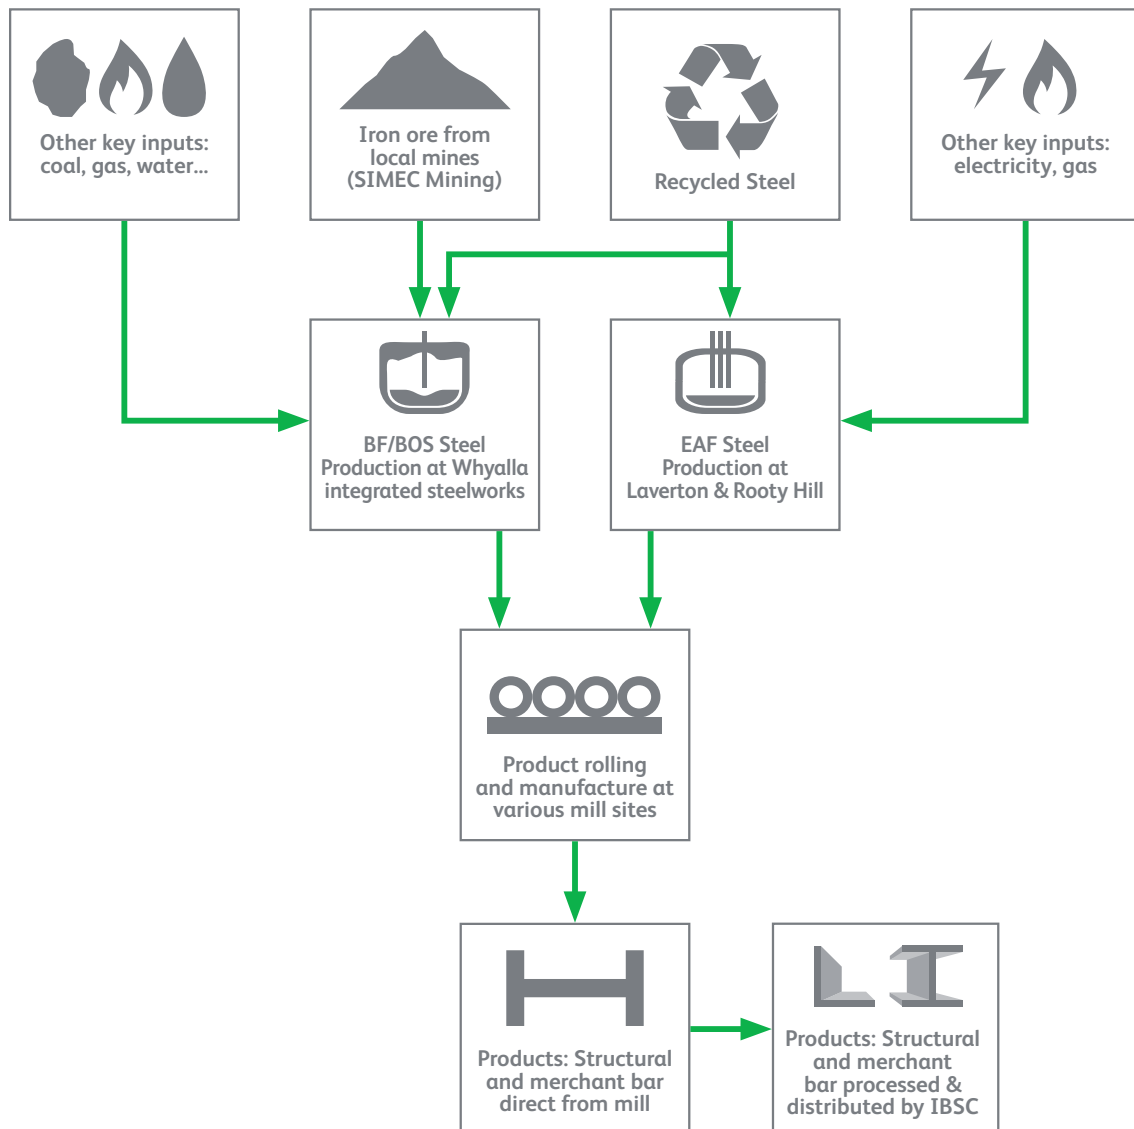 Other key inputs:
coal, gas, water...
Iron ore from
local mines
(SIMEC Mining)
Recycled Steel
Other key inputs:
electricity, gas
BF/BOS Steel
Production at Whyalla
integrated steelworks
EAF Steel
Production at
Laverton & Rooty Hill
Product rolling
and manufacture at
various mill sites
Products: Structural
and merchant bar
direct from mill
Products: Structural
and merchant
bar processed &
distributed by IBSC